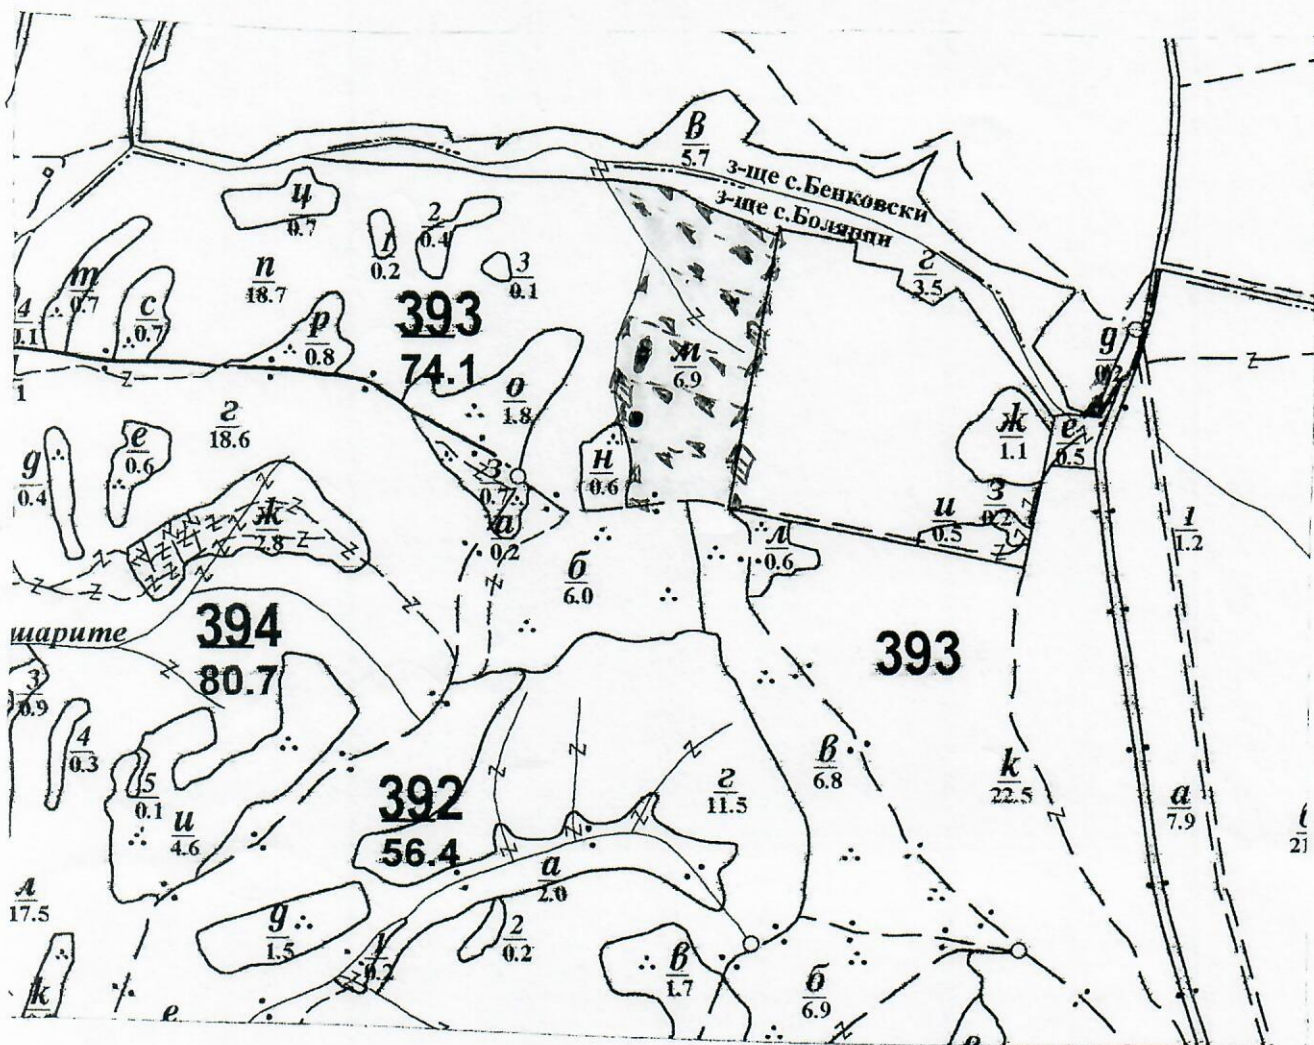 в
5.7
з-ще с.Бенковски
з-ще с.Болярци
г
3.5
ц
0.7
1
0.2
2
0.4
3
0.1
т
0.7
с
0.7
п
18.7
р
0.8
393
74.1
о
1.8
м
6.9
4
0.1
1
г
18.6
д
0.4
е
0.6
ж
2.8
з
0.7
а
0.2
н
0.6
б
6.0
л
0.6
и
0.5
з
0.2
ж
1.1
е
0.5
д
1
1.2
шарите
394
80.7
393
3
0.9
4
0.3
5
0.1
и
4.6
392
56.4
г
11.5
в
6.8
к
22.5
а
7.9
21
л
17.5
д
1.5
а
2.0
2
0.2
1
0.2
в
1.7
б
6.9
к
е
в